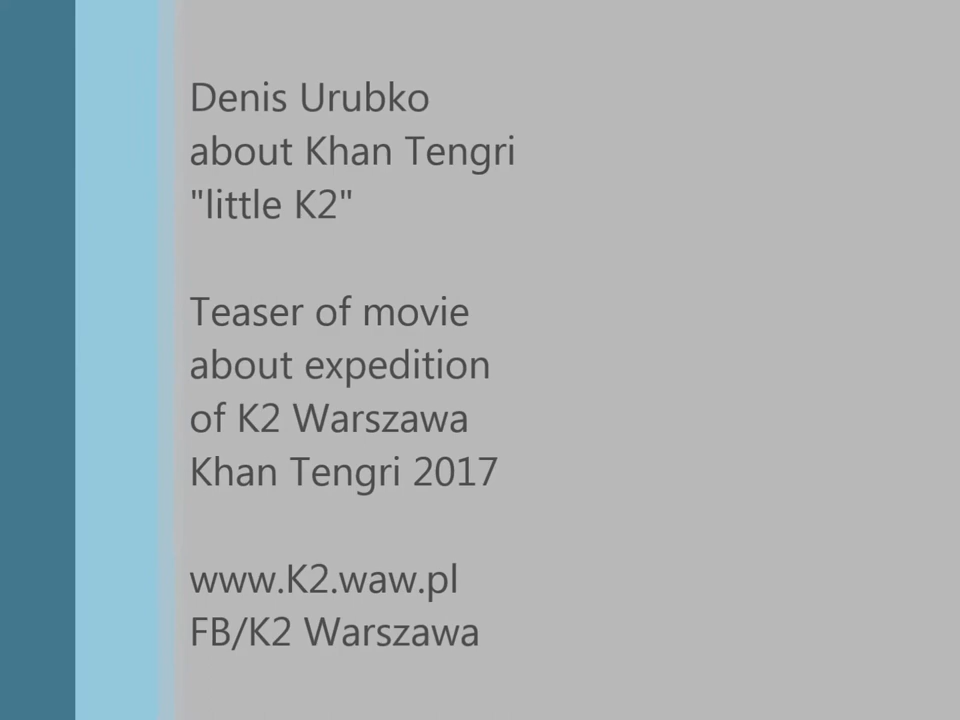 Denis Urubko
about Khan Tengri
"little K2"
Teaser of movie
about expedition
of K2 Warszawa
Khan Tengri 2017
www.K2.waw.pl
FB/K2 Warszawa